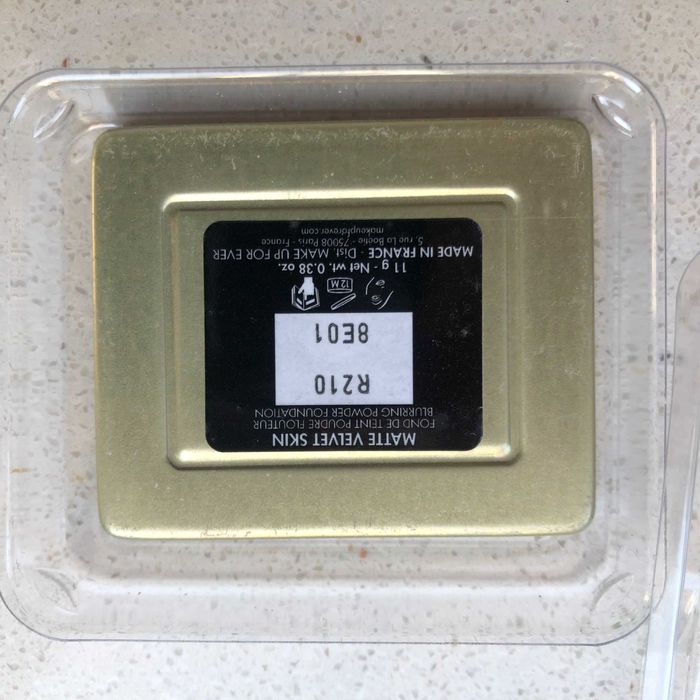 MATTE VELVET SKIN
FOND DE TEINT POUDRE FLOUTEUR
BLURRING POWDER FOUNDATION
R210
8E01
12M
11 g - Net wt. 0.38 oz.
MADE IN FRANCE - Dist. MAKE UP FOR EVER
5, rue La Boétie - 75008 Paris - France
makeupforever.com